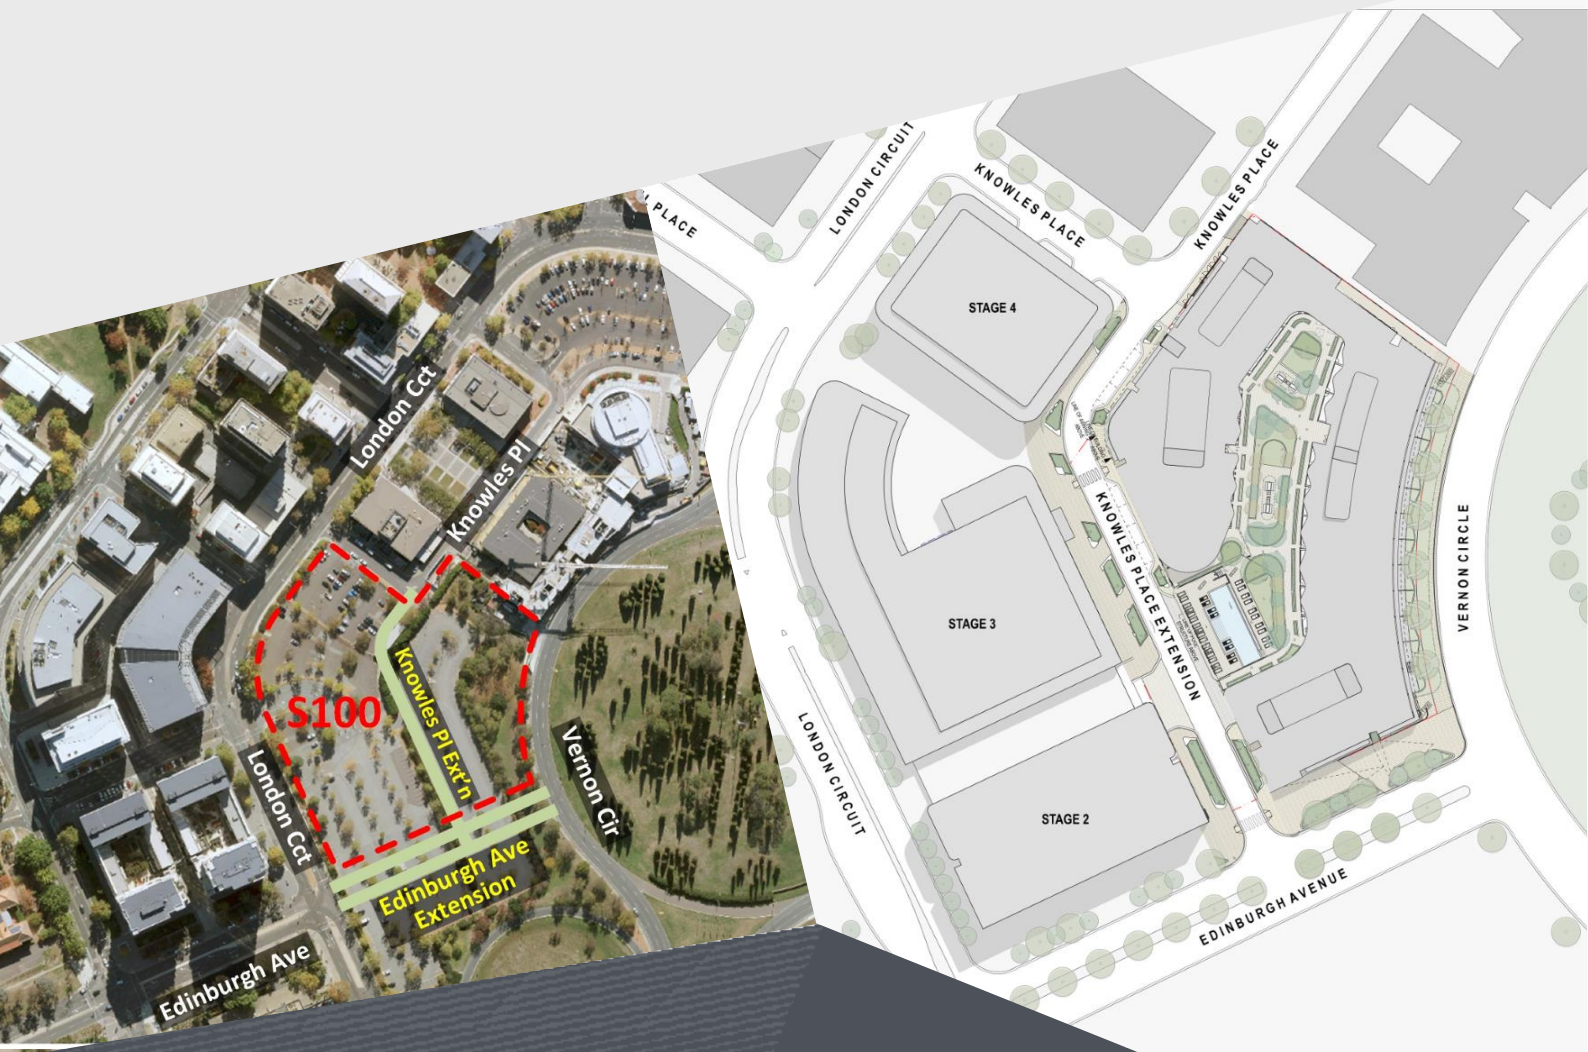 London Cct
Knowles Pl
S100
Knowles Pl Ext'n
London Cct
Vernon Cir
Edinburgh Ave
Extension
Edinburgh Ave
PLACE
LONDON CIRCUIT
KNOWLES PLACE
KNOWLES PLACE
STAGE 4
KNOWLES PLACE EXTENSION
VERNON CIRCLE
STAGE 3
LONDON CIRCUIT
STAGE 2
EDINBURGH AVENUE